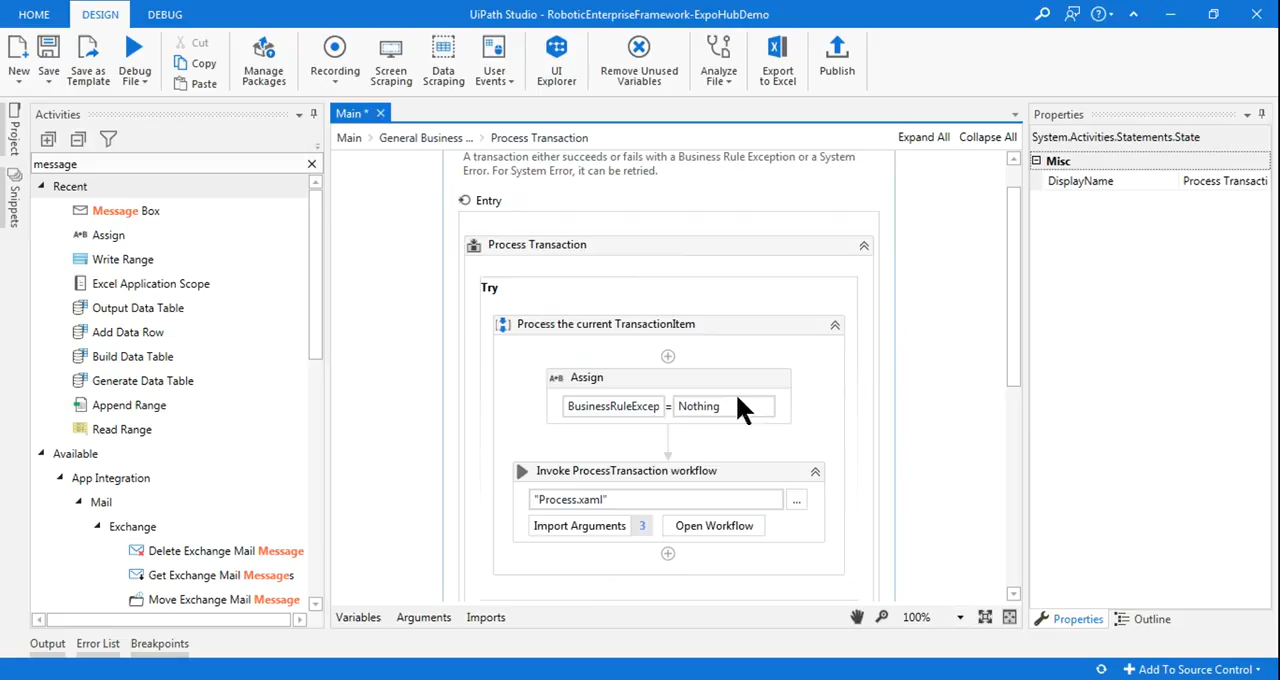 HOME DESIGN DEBUG UiPath Studio - RoboticEnterpriseFramework-ExpoHubDemo
New Save Save as Template Debug File Cut Copy Paste Manage Packages Recording Screen Scraping Data Scraping User Events UI Explorer Remove Unused Variables Analyze File Export to Excel Publish
Project
Snippets
Activities
message
Recent
Message Box
Assign
Write Range
Excel Application Scope
Output Data Table
Add Data Row
Build Data Table
Generate Data Table
Append Range
Read Range
Available
App Integration
Mail
Exchange
Delete Exchange Mail Message
Get Exchange Mail Messages
Move Exchange Mail Message
Main *
Main > General Business ... > Process Transaction Expand All Collapse All
A transaction either succeeds or fails with a Business Rule Exception or a System
Error. For System Error, it can be retried.
Entry
Process Transaction
Try
Process the current TransactionItem
A*B Assign
BusinessRuleExcep = Nothing
Invoke ProcessTransaction workflow
"Process.xaml" ...
Import Arguments 3 Open Workflow
Variables Arguments Imports 100%
Properties
System.Activities.Statements.State
Misc
DisplayName Process Transacti
Properties Outline
Output Error List Breakpoints
Add To Source Control